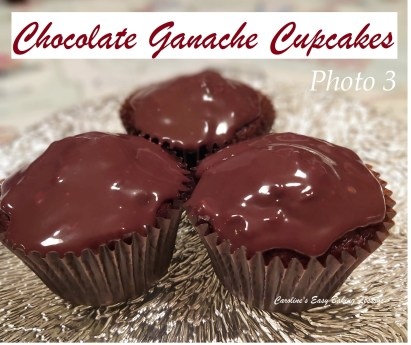 Chocolate Ganache Cupcakes
Photo 3
Caroline's Easy Baking Lessons